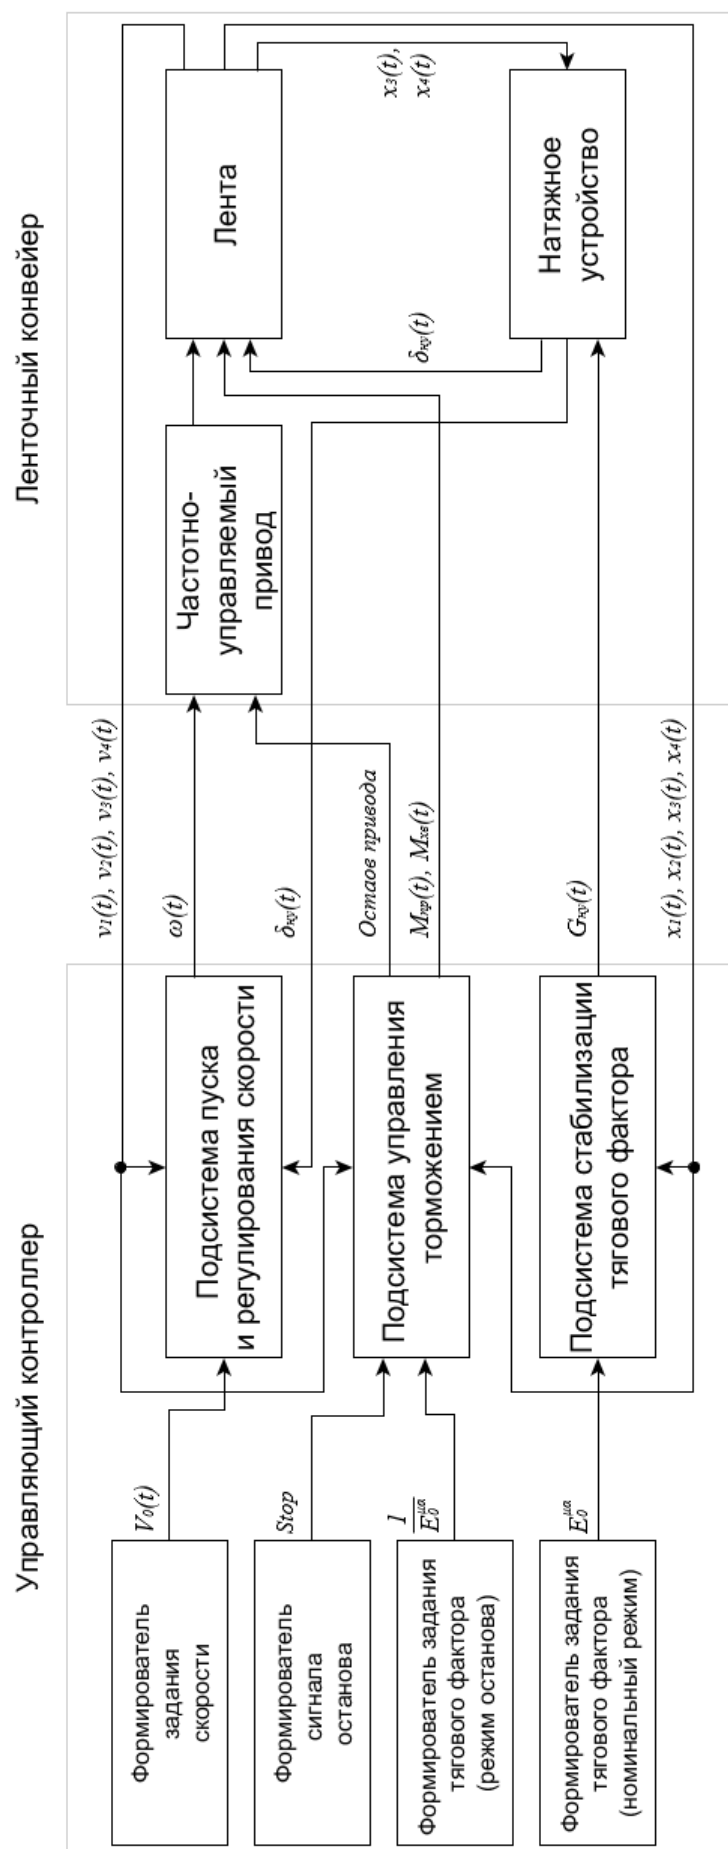 Управляющий контроллер
Ленточный конвейер
Формирователь
задания
скорости
V₀(t)
Формирователь
сигнала
останова
Stop
Формирователь задания
тягового фактора
(режим останова)
1
E₀^μα
Формирователь задания
тягового фактора
(номинальный режим)
E₀^μα
Подсистема пуска
и регулирования скорости
Подсистема управления
торможением
Подсистема стабилизации
тягового фактора
v₁(t), v₂(t), v₃(t), v₄(t)
ω(t)
δну(t)
Остаов привода
Mпр(t), Mхв(t)
Gну(t)
x₁(t), x₂(t), x₃(t), x₄(t)
Частотно-
управляемый
привод
Лента
δну(t)
x₃(t),
x₄(t)
Натяжное
устройство